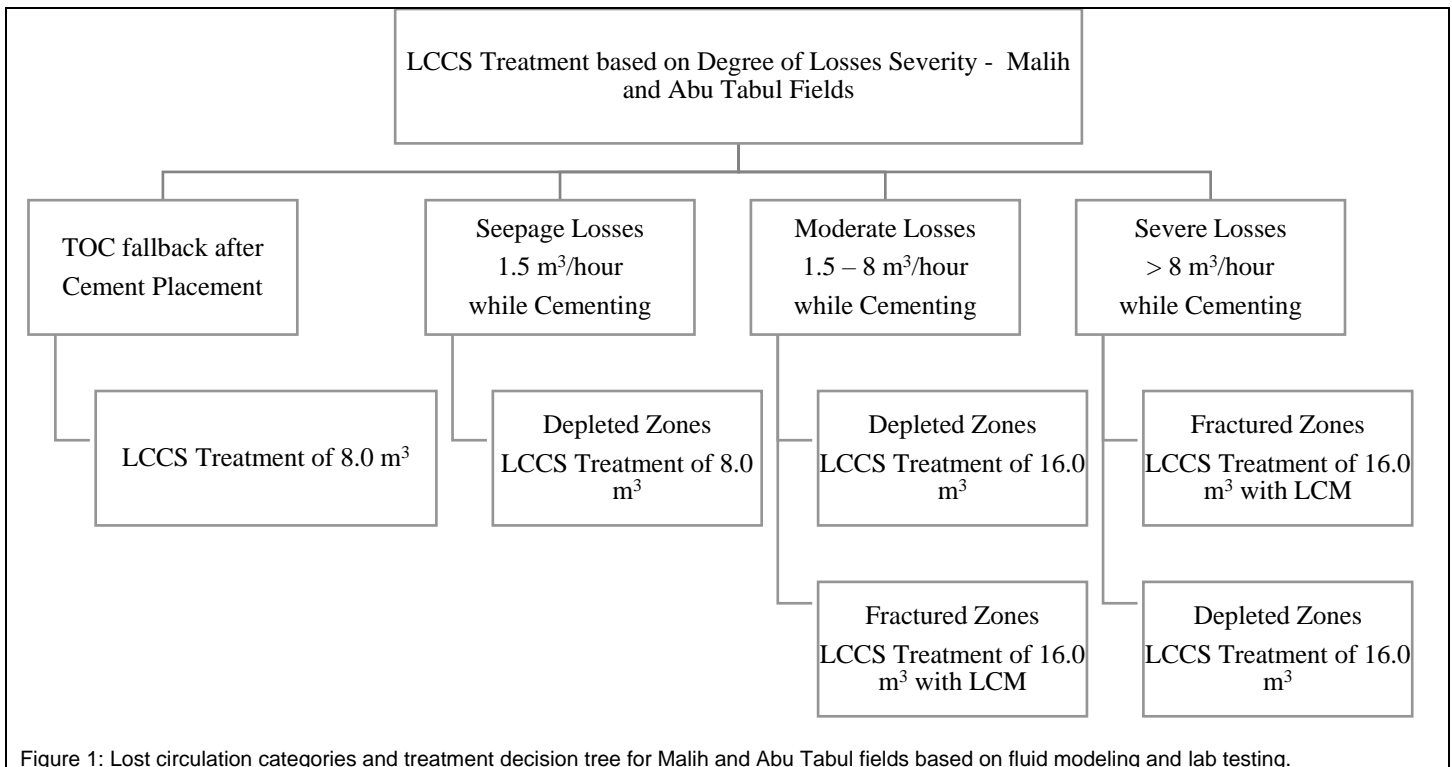 LCCS Treatment based on Degree of Losses Severity - Malih
and Abu Tabul Fields
TOC fallback after
Cement Placement
LCCS Treatment of 8.0 m³
Seepage Losses
1.5 m³/hour
while Cementing
Depleted Zones
LCCS Treatment of 8.0
m³
Moderate Losses
1.5 – 8 m³/hour
while Cementing
Depleted Zones
LCCS Treatment of 16.0
m³
Fractured Zones
LCCS Treatment of 16.0
m³ with LCM
Severe Losses
> 8 m³/hour
while Cementing
Fractured Zones
LCCS Treatment of 16.0
m³ with LCM
Depleted Zones
LCCS Treatment of 16.0
m³
Figure 1: Lost circulation categories and treatment decision tree for Malih and Abu Tabul fields based on fluid modeling and lab testing.